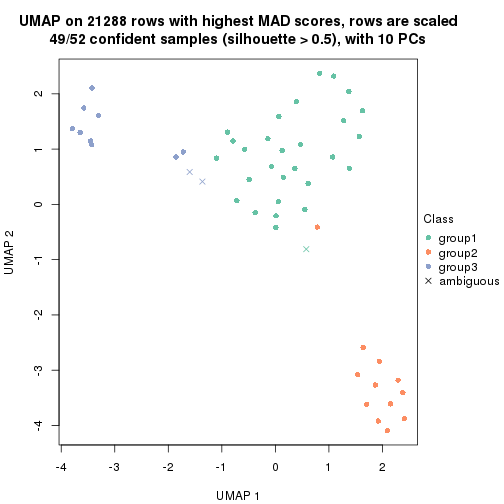 UMAP on 21288 rows with highest MAD scores, rows are scaled
49/52 confident samples (silhouette > 0.5), with 10 PCs
UMAP 2
2
1
0
-1
-2
-3
-4
-4
-3
-2
-1
0
1
2
UMAP 1
Class
group1
group2
group3
ambiguous